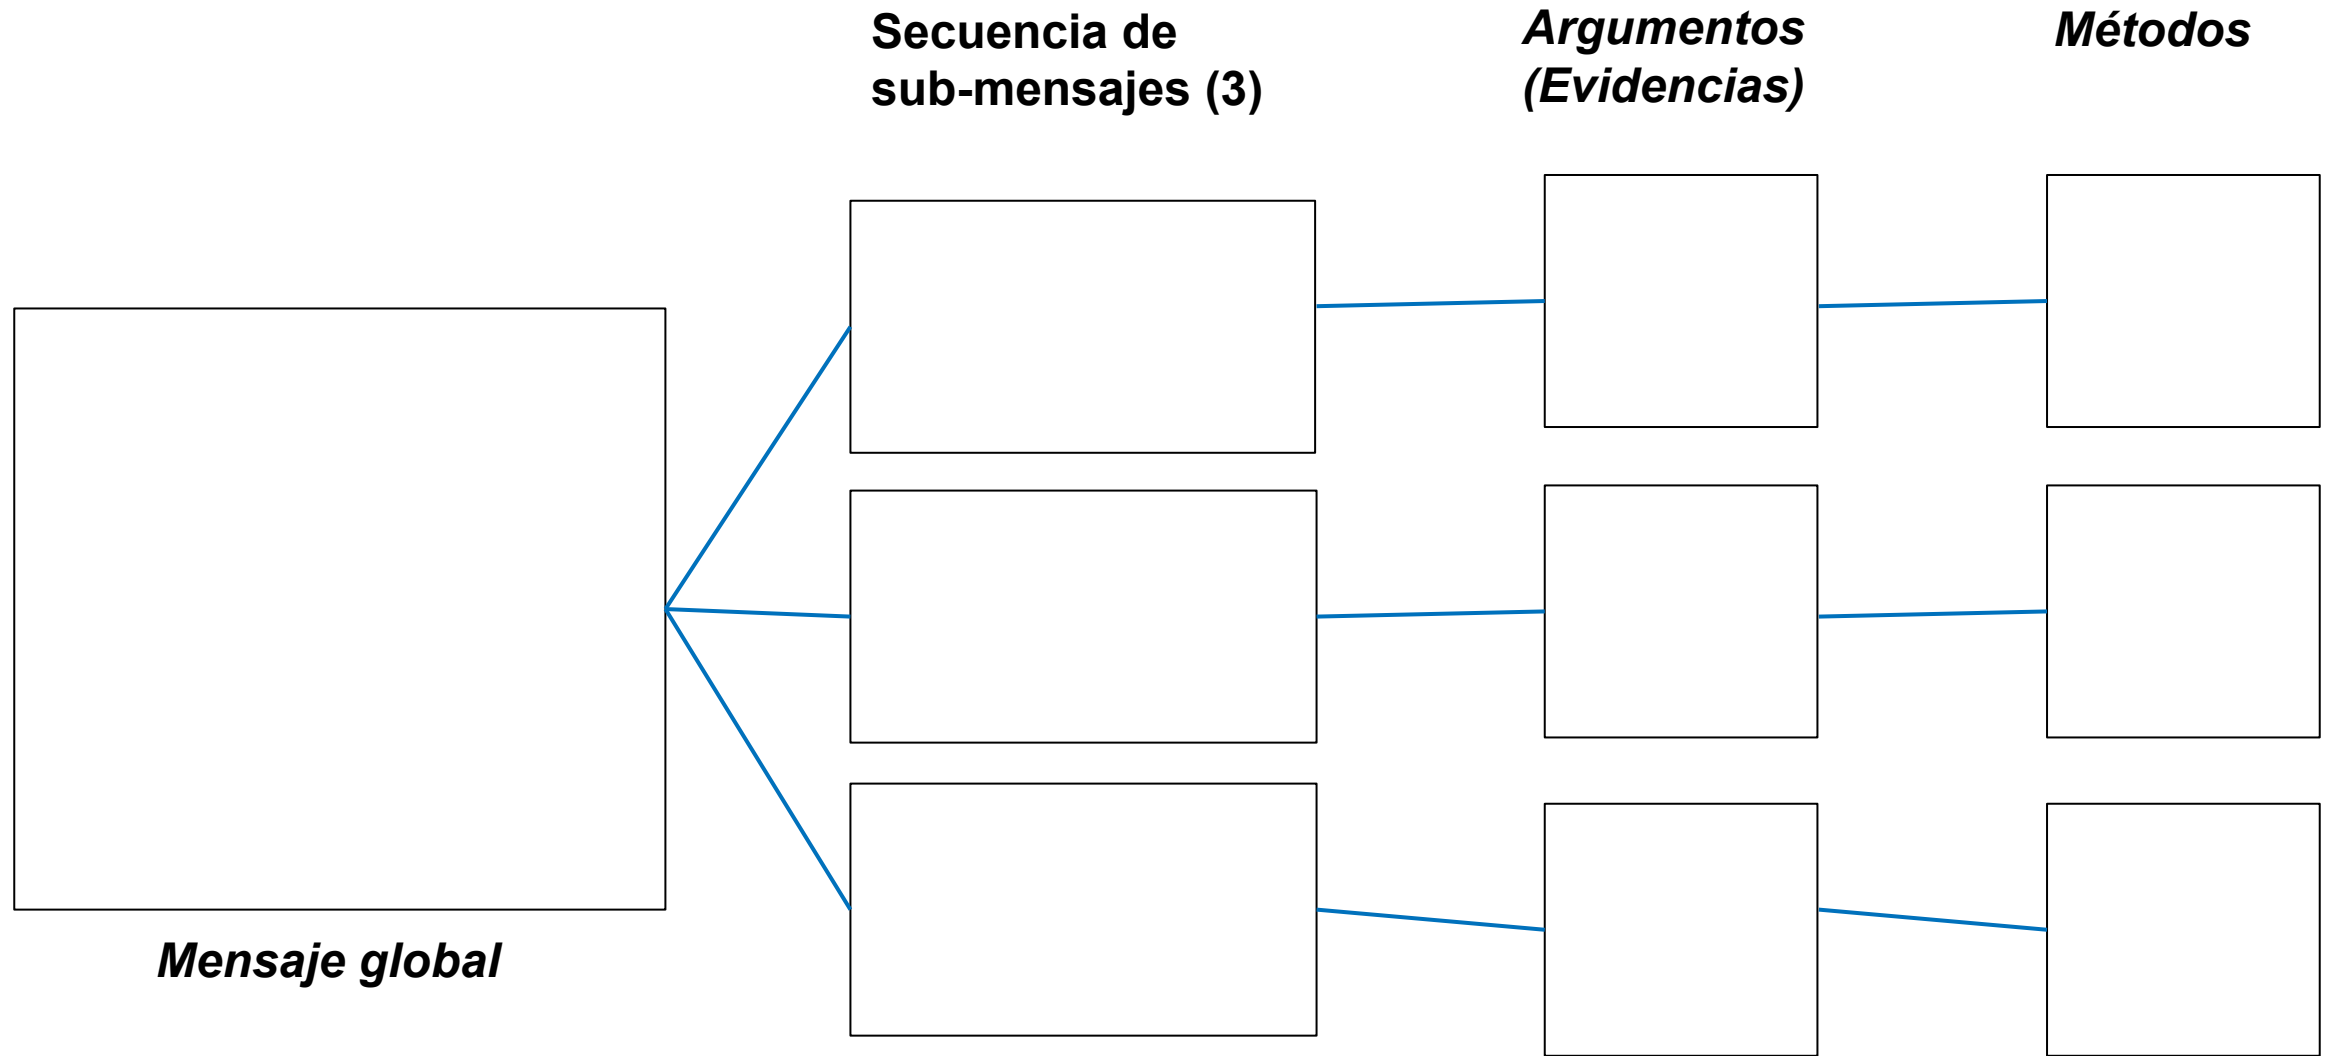 Secuencia de
sub-mensajes (3)
Argumentos
(Evidencias)
Métodos
Mensaje global